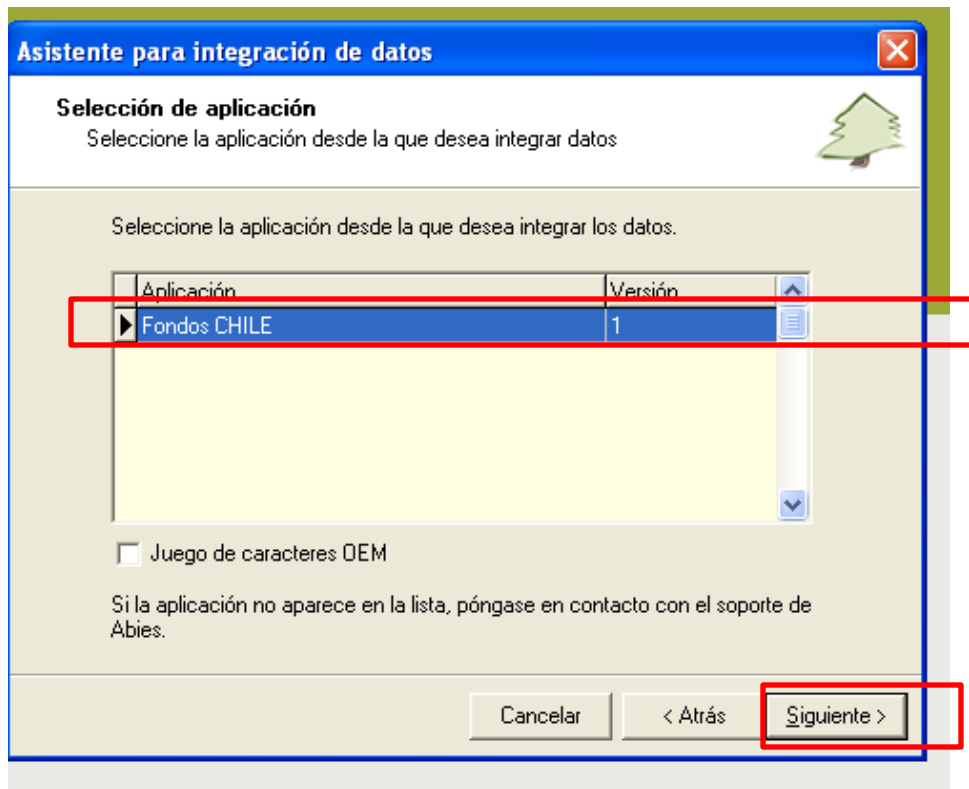 Asistente para integración de datos
Selección de aplicación
Seleccione la aplicación desde la que desea integrar datos
Seleccione la aplicación desde la que desea integrar los datos.
Aplicación Versión
Fondos CHILE 1
Juego de caracteres OEM
Si la aplicación no aparece en la lista, póngase en contacto con el soporte de
Abies.
Cancelar < Atrás Siguiente >